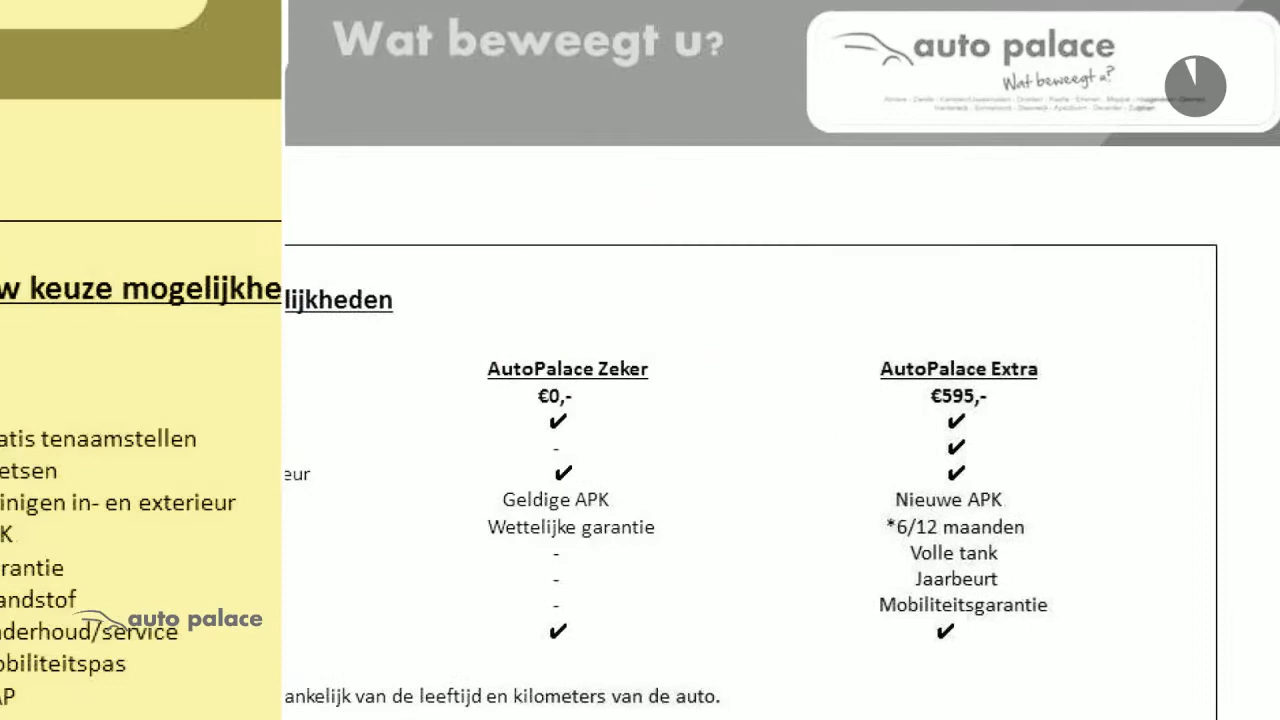 Wat beweegt u?
auto palace
Wat beweegt u?
w keuze mogelijkhe
lijkheden
AutoPalace Zeker
AutoPalace Extra
€0,-
€595,-
✔
✔
atis tenaamstellen
-
✔
etsen
eur
✔
✔
inigen in- en exterieur
Geldige APK
Nieuwe APK
K
Wettelijke garantie
*6/12 maanden
rantie
-
Volle tank
andstof
-
Jaarbeurt
auto palace
-
Mobiliteitsgarantie
nderhoud/service
✔
✔
obiliteitspas
AP
ankelijk van de leeftijd en kilometers van de auto.